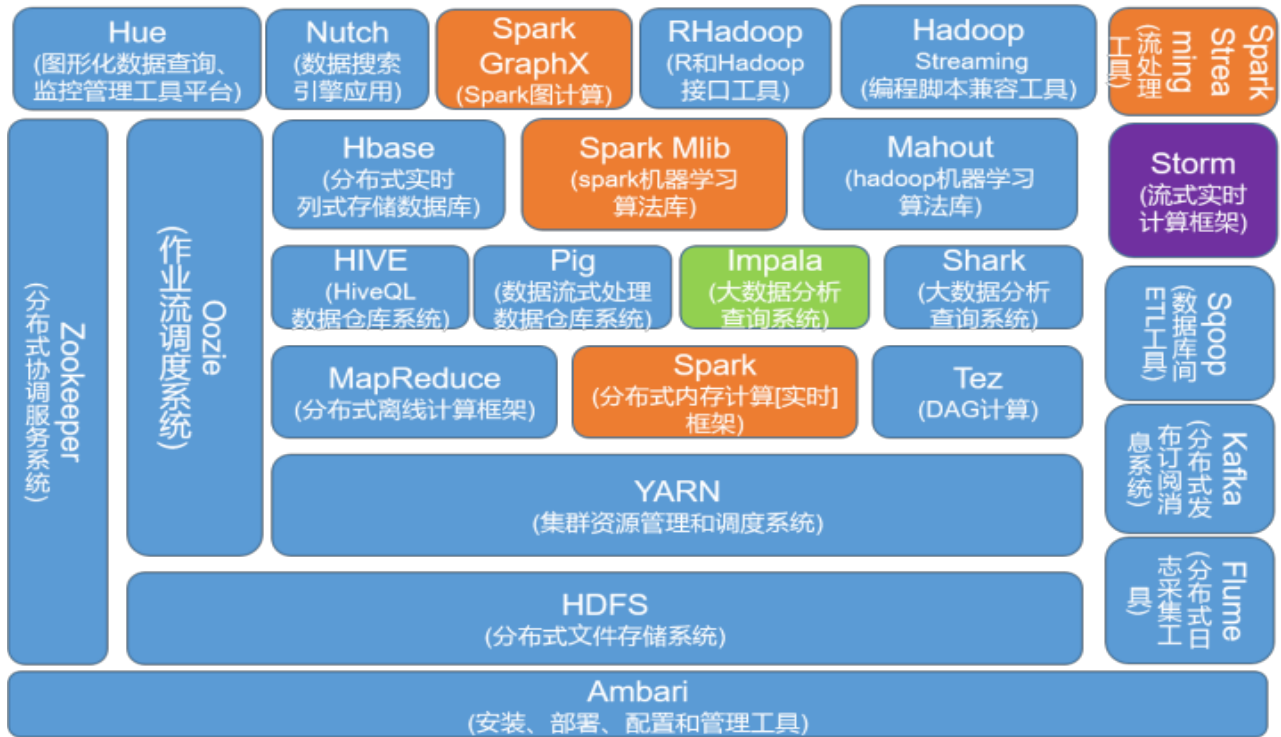 Hue
(图形化数据查询、
监控管理工具平台)
Nutch
(数据搜索
引擎应用)
Spark
GraphX
(Spark图计算)
RHadoop
(R和Hadoop
接口工具)
Hadoop
Streaming
(编程脚本兼容工具)
Spark
Strea
ming
(流处理
工具)
Zookeeper
(分布式协调服务系统)
Oozie
(作业流调度系统)
Hbase
(分布式实时
列式存储数据库)
Spark Mlib
(spark机器学习
算法库)
Mahout
(hadoop机器学习
算法库)
Storm
(流式实时
计算框架)
HIVE
(HiveQL
数据仓库系统)
Pig
(数据流式处理
数据仓库系统)
Impala
(大数据分析
查询系统)
Shark
(大数据分析
查询系统)
Sqoop
(数据库间
ETL工具)
MapReduce
(分布式离线计算框架)
Spark
(分布式内存计算[实时]
框架)
Tez
(DAG计算)
Kafka
(分布式发
布订阅消
息系统)
YARN
(集群资源管理和调度系统)
Flume
(分布式日
志采集工
具)
HDFS
(分布式文件存储系统)
Ambari
(安装、部署、配置和管理工具)